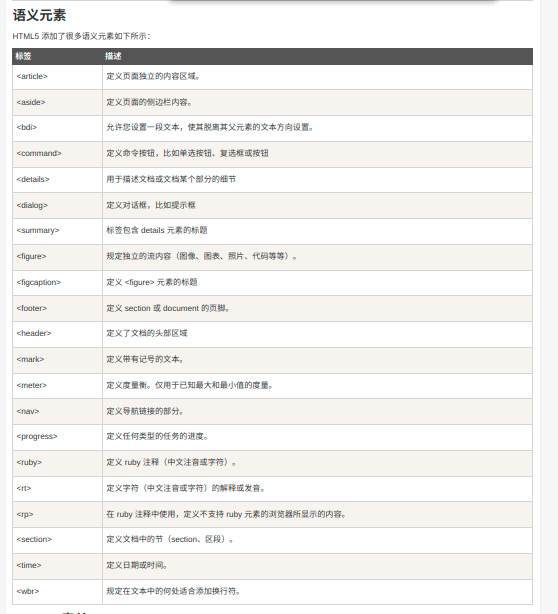 语义元素
HTML5 添加了很多语义元素如下所示：
标签 描述
<article> 定义页面独立的内容区域。
<aside> 定义页面的侧边栏内容。
<bdi> 允许您设置一段文本，使其脱离其父元素的文本方向设置。
<command> 定义命令按钮，比如单选按钮、复选框或按钮
<details> 用于描述文档或文档某个部分的细节
<dialog> 定义对话框，比如提示框
<summary> 标签包含 details 元素的标题
<figure> 规定独立的流内容（图像、图表、照片、代码等等）。
<figcaption> 定义 <figure> 元素的标题
<footer> 定义 section 或 document 的页脚。
<header> 定义了文档的头部区域
<mark> 定义带有记号的文本。
<meter> 定义度量衡。仅用于已知最大和最小值的度量。
<nav> 定义导航链接的部分。
<progress> 定义任何类型的任务的进度。
<ruby> 定义 ruby 注释（中文注音或字符）。
<rt> 定义字符（中文注音或字符）的解释或发音。
<rp> 在 ruby 注释中使用，定义不支持 ruby 元素的浏览器所显示的内容。
<section> 定义文档中的节（section、区段）。
<time> 定义日期或时间。
<wbr> 规定在文本中的何处适合添加换行符。